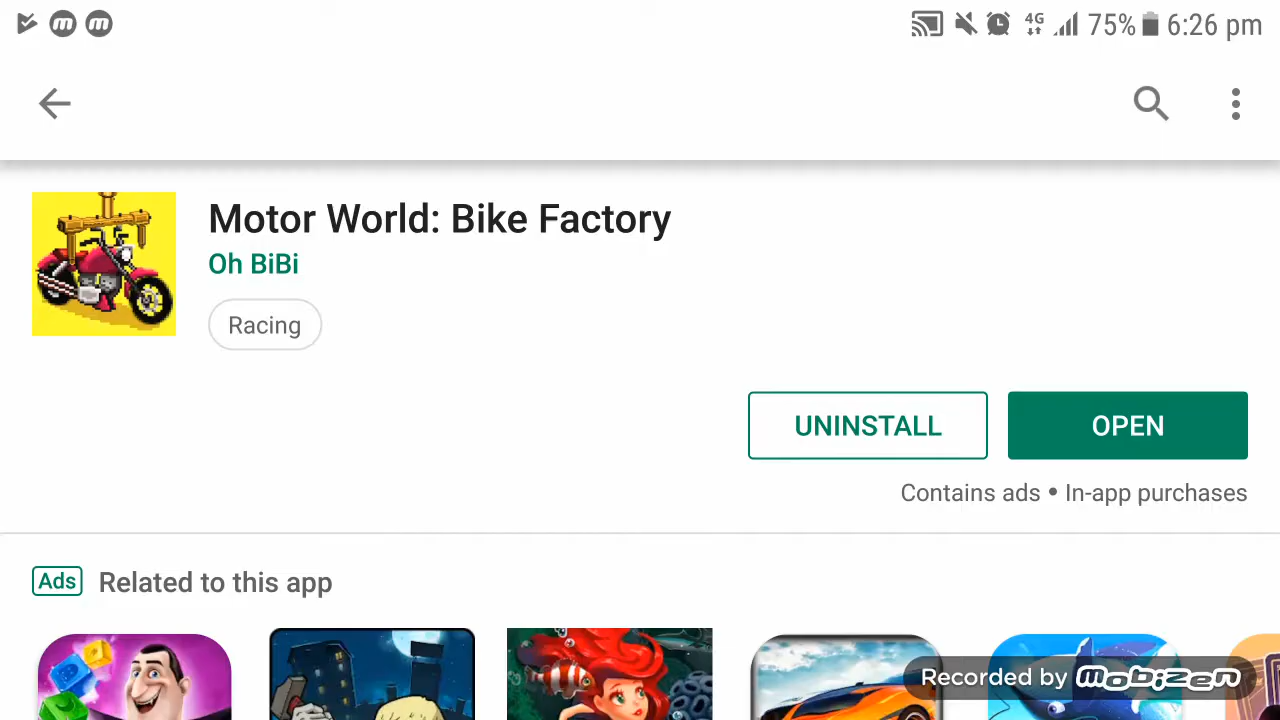 4G 75% 6:26 pm
Motor World: Bike Factory
Oh BiBi
Racing
UNINSTALL OPEN
Contains ads • In-app purchases
Ads Related to this app
Recorded by mobizen